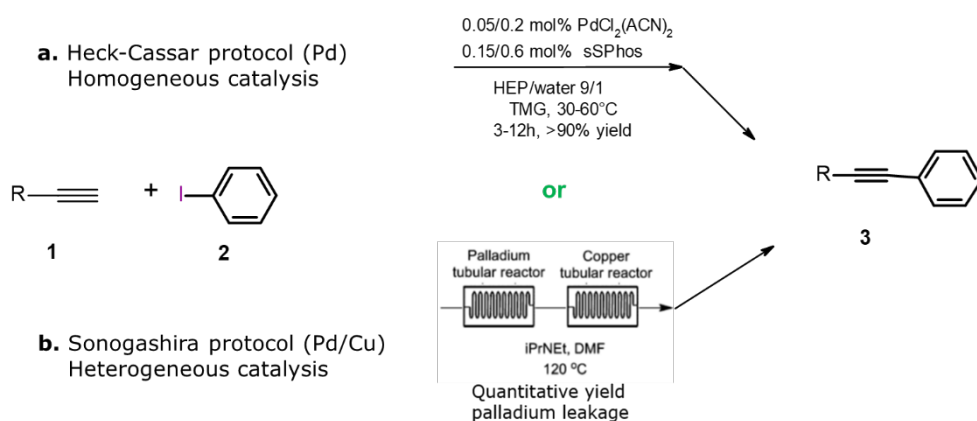 a. Heck-Cassar protocol (Pd)
Homogeneous catalysis
0.05/0.2 mol% PdCl2(ACN)2
0.15/0.6 mol% sSPhos
HEP/water 9/1
TMG, 30-60°C
3-12h, >90% yield
R
+
I
1
2
or
R
3
Palladium
tubular reactor
Copper
tubular reactor
iPrNEt, DMF
120 °C
b. Sonogashira protocol (Pd/Cu)
Heterogeneous catalysis
Quantitative yield
palladium leakage